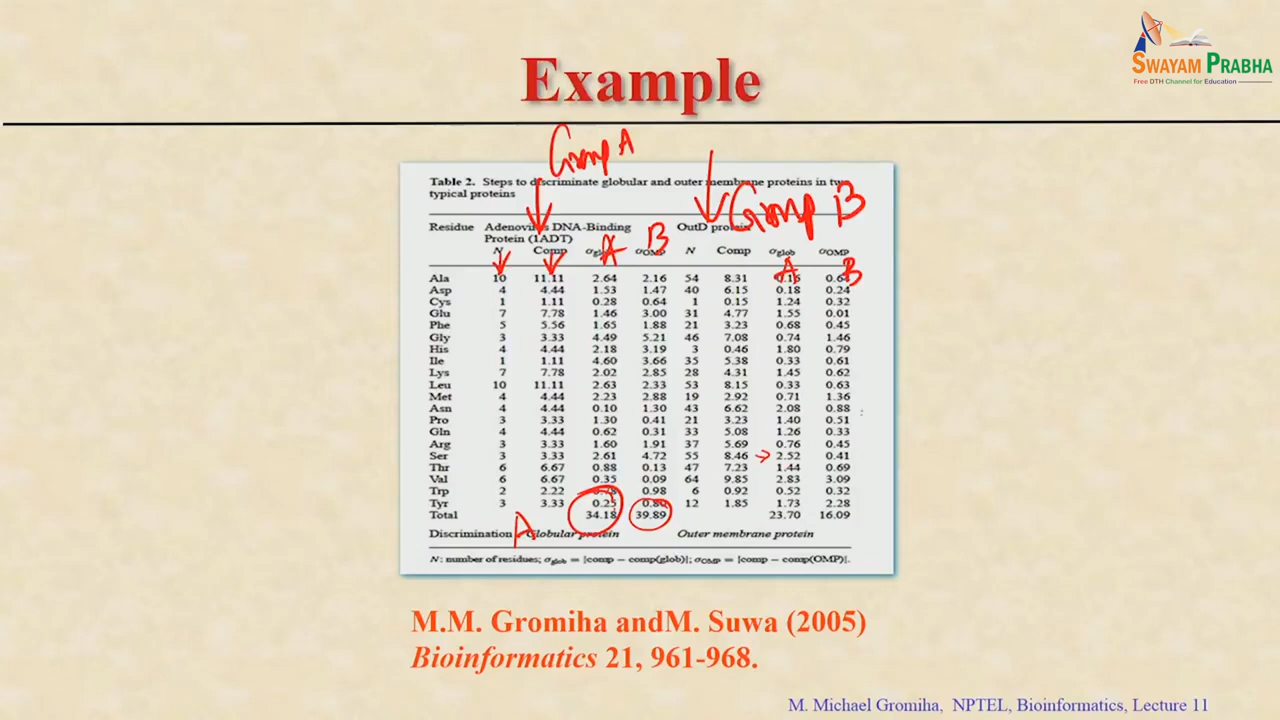 SWAYAM PRABHA
Free DTH Channel for Education
Example
Group A
Table 2. Steps to discriminate globular and outer membrane proteins in two
typical proteins
Group B
Residue Adenovirus DNA-Binding OutD protein
Protein (1ADT)
N Comp σglob σOMP N Comp σglob σOMP
A B A B
Ala 10 11.11 2.64 2.16 54 8.31 0.16 0.64
Asp 4 4.44 1.53 1.47 40 6.15 0.18 0.24
Cys 1 1.11 0.28 0.64 1 0.15 1.24 0.32
Glu 7 7.78 1.46 3.00 31 4.77 1.55 0.01
Phe 5 5.56 1.65 1.88 21 3.23 0.68 0.45
Gly 3 3.33 4.49 5.21 46 7.08 0.74 1.46
His 4 4.44 2.18 3.19 3 0.46 1.80 0.79
Ile 1 1.11 4.60 3.66 35 5.38 0.33 0.61
Lys 7 7.78 2.02 2.85 28 4.31 1.45 0.62
Leu 10 11.11 2.63 2.33 53 8.15 0.33 0.63
Met 4 4.44 2.23 2.88 19 2.92 0.71 1.36
Asn 4 4.44 0.10 1.30 43 6.62 2.08 0.88
Pro 3 3.33 1.30 0.41 21 3.23 1.40 0.51
Gln 4 4.44 0.62 0.31 33 5.08 1.26 0.33
Arg 3 3.33 1.60 1.91 37 5.69 0.76 0.45
Ser 3 3.33 2.61 4.72 55 8.46 2.52 0.41
Thr 6 6.67 0.88 0.13 47 7.23 1.44 0.69
Val 6 6.67 0.35 0.09 64 9.85 2.83 3.09
Trp 2 2.22 0.98 6 0.92 0.52 0.32
Tyr 3 3.33 0.25 12 1.85 1.73 2.28
Total 34.18 39.89 23.70 16.09
A
Discrimination Globular protein Outer membrane protein
N: number of residues; σglob = |comp − comp(glob)|; σOMP = |comp − comp(OMP)|.
M.M. Gromiha andM. Suwa (2005)
Bioinformatics 21, 961-968.
M. Michael Gromiha, NPTEL, Bioinformatics, Lecture 11